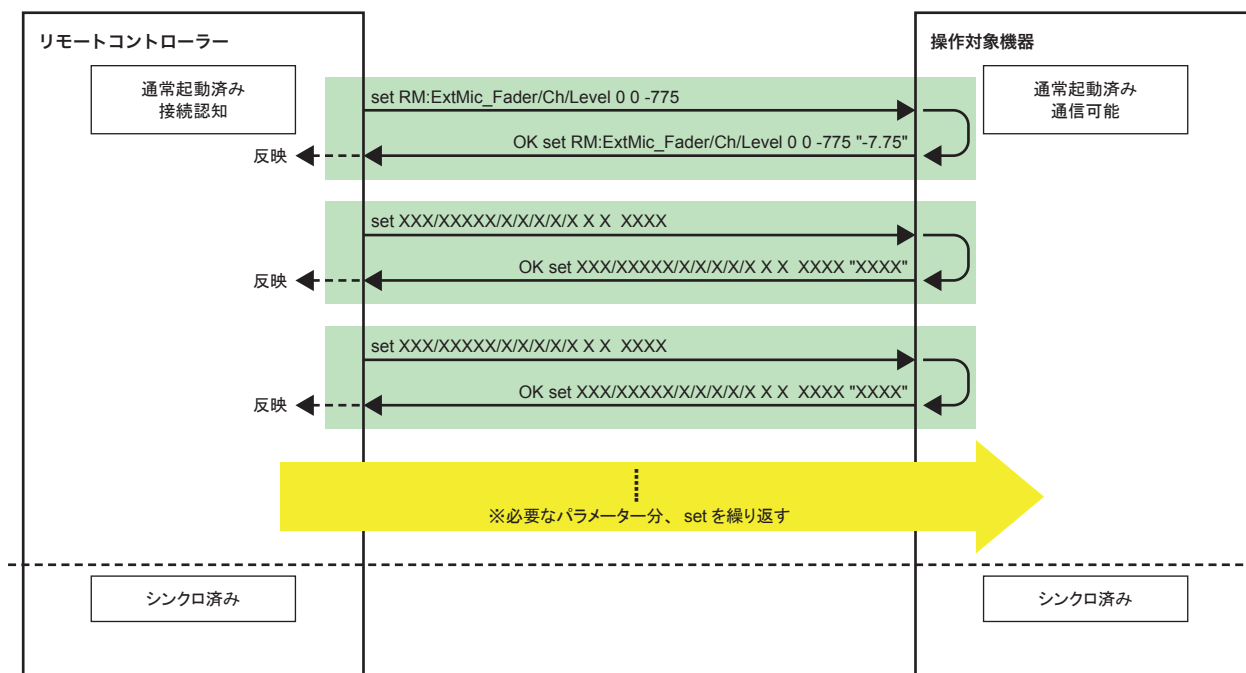 リモートコントローラー
操作対象機器
通常起動済み
接続認知
通常起動済み
通信可能
set RM:ExtMic_Fader/Ch/Level 0 0 -775
OK set RM:ExtMic_Fader/Ch/Level 0 0 -775 "-7.75"
反映
set XXX/XXXXX/X/X/X/X/X X X  XXXX
OK set XXX/XXXXX/X/X/X/X/X X X  XXXX "XXXX"
反映
set XXX/XXXXX/X/X/X/X/X X X  XXXX
OK set XXX/XXXXX/X/X/X/X/X X X  XXXX "XXXX"
反映
※必要なパラメーター分、 set を繰り返す
シンクロ済み
シンクロ済み